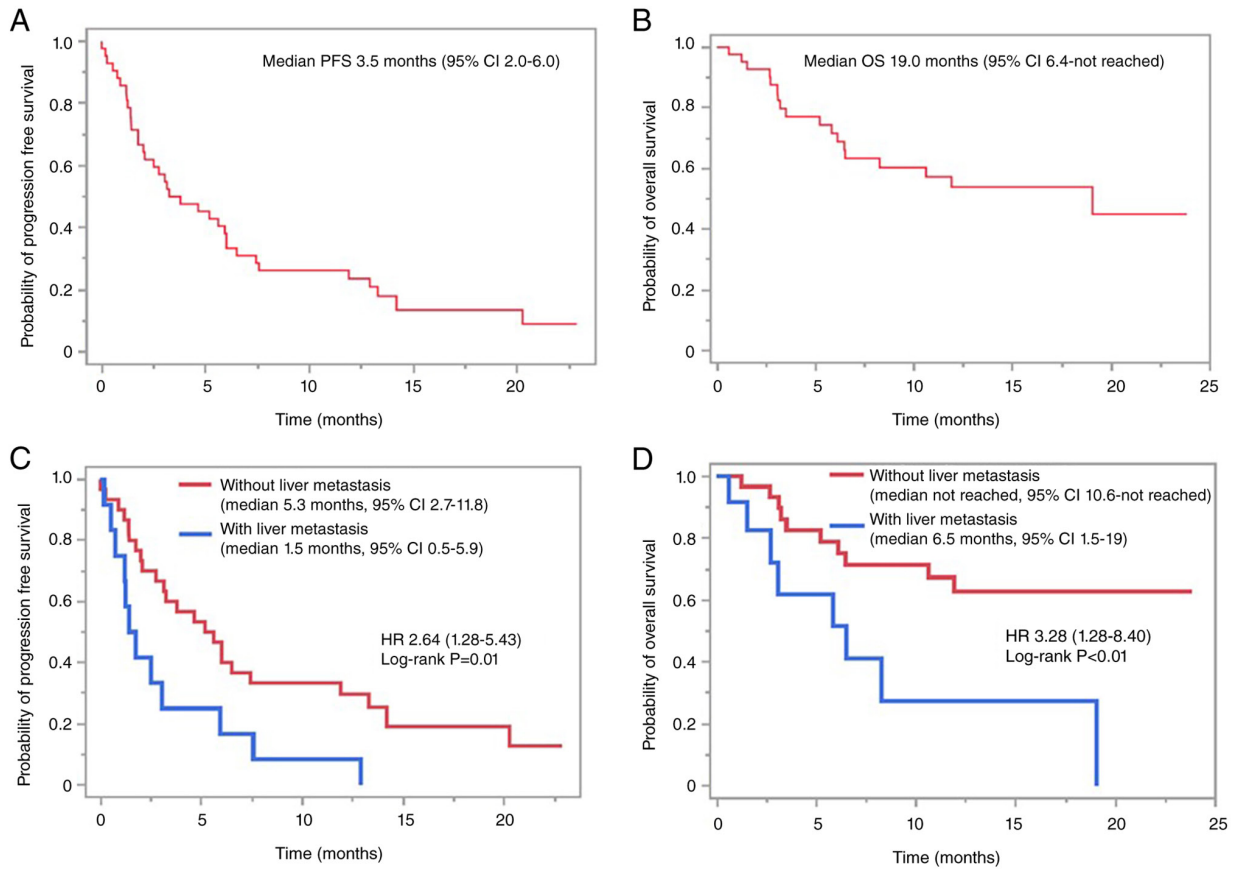 A
Median PFS 3.5 months (95% CI 2.0-6.0)
Probability of progression free survival
1.0
0.8
0.6
0.4
0.2
0
0 5 10 15 20
Time (months)
B
Median OS 19.0 months (95% CI 6.4-not reached)
Probability of overall survival
1.0
0.8
0.6
0.4
0.2
0
0 5 10 15 20 25
Time (months)
C
Without liver metastasis
(median 5.3 months, 95% CI 2.7-11.8)
With liver metastasis
(median 1.5 months, 95% CI 0.5-5.9)
HR 2.64 (1.28-5.43)
Log-rank P=0.01
Probability of progression free survival
1.0
0.8
0.6
0.4
0.2
0
0 5 10 15 20
Time (months)
D
Without liver metastasis
(median not reached, 95% CI 10.6-not reached)
With liver metastasis
(median 6.5 months, 95% CI 1.5-19)
HR 3.28 (1.28-8.40)
Log-rank P<0.01
Probability of overall survival
1.0
0.8
0.6
0.4
0.2
0
0 5 10 15 20 25
Time (months)